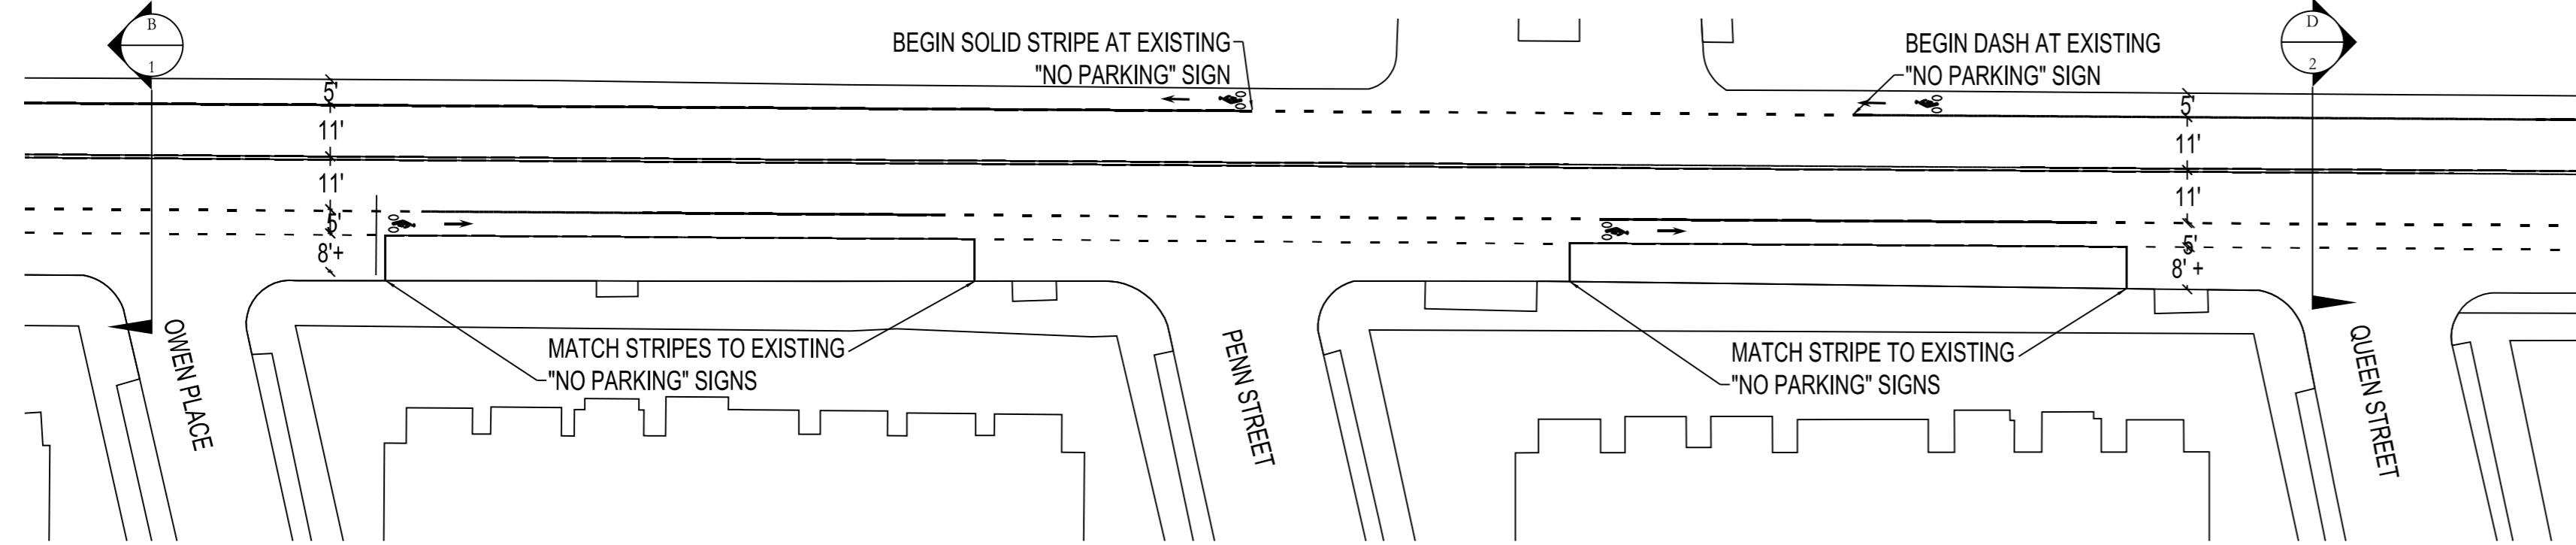 B
1
BEGIN SOLID STRIPE AT EXISTING
"NO PARKING" SIGN
BEGIN DASH AT EXISTING
"NO PARKING" SIGN
D
2
5'
11'
11'
5'
8'+
5'
11'
11'
5'
8' +
OWEN PLACE
MATCH STRIPES TO EXISTING
"NO PARKING" SIGNS
PENN STREET
MATCH STRIPE TO EXISTING
"NO PARKING" SIGNS
QUEEN STREET